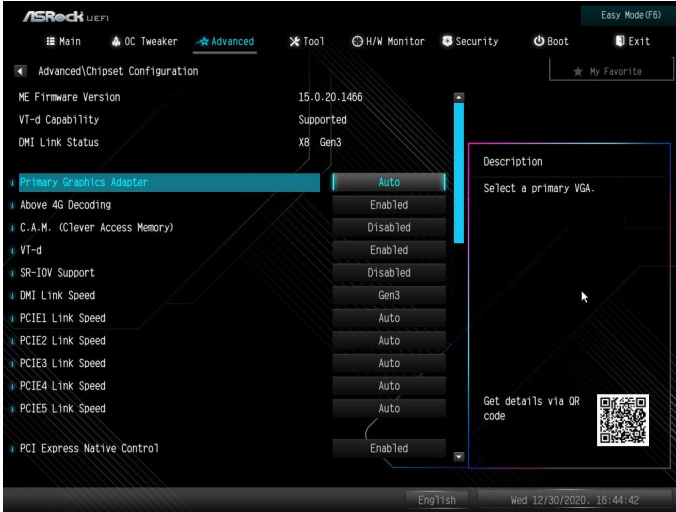 ASRock UEFI
Easy Mode(F6)
Main OC Tweaker Advanced Tool H/W Monitor Security Boot Exit
Advanced\Chipset Configuration
My Favorite
ME Firmware Version 15.0.20.1466
VT-d Capability Supported
DMI Link Status X8 Gen3
Description
Primary Graphics Adapter Auto
Select a primary VGA.
Above 4G Decoding Enabled
C.A.M. (Clever Access Memory) Disabled
VT-d Enabled
SR-IOV Support Disabled
DMI Link Speed Gen3
PCIE1 Link Speed Auto
PCIE2 Link Speed Auto
PCIE3 Link Speed Auto
PCIE4 Link Speed Auto
PCIE5 Link Speed Auto
Get details via QR
code
PCI Express Native Control Enabled
English
Wed 12/30/2020. 16:44:42